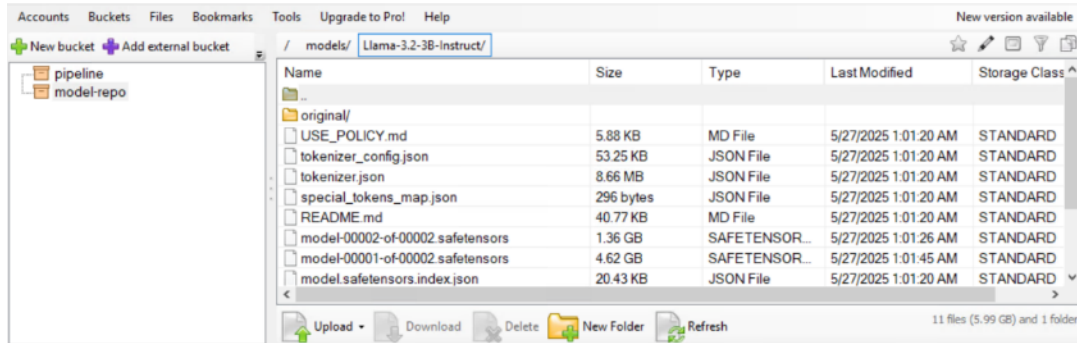 Accounts Buckets Files Bookmarks Tools Upgrade to Pro! Help New version available
New bucket Add external bucket
/ models/ Llama-3.2-3B-Instruct/
pipeline
model-repo
Name Size Type Last Modified Storage Class
..
original/
USE_POLICY.md 5.88 KB MD File 5/27/2025 1:01:20 AM STANDARD
tokenizer_config.json 53.25 KB JSON File 5/27/2025 1:01:20 AM STANDARD
tokenizer.json 8.66 MB JSON File 5/27/2025 1:01:20 AM STANDARD
special_tokens_map.json 296 bytes JSON File 5/27/2025 1:01:20 AM STANDARD
README.md 40.77 KB MD File 5/27/2025 1:01:20 AM STANDARD
model-00002-of-00002.safetensors 1.36 GB SAFETENSOR... 5/27/2025 1:01:26 AM STANDARD
model-00001-of-00002.safetensors 4.62 GB SAFETENSOR... 5/27/2025 1:01:45 AM STANDARD
model.safetensors.index.json 20.43 KB JSON File 5/27/2025 1:01:20 AM STANDARD
Upload Download Delete New Folder Refresh 11 files (5.99 GB) and 1 folder